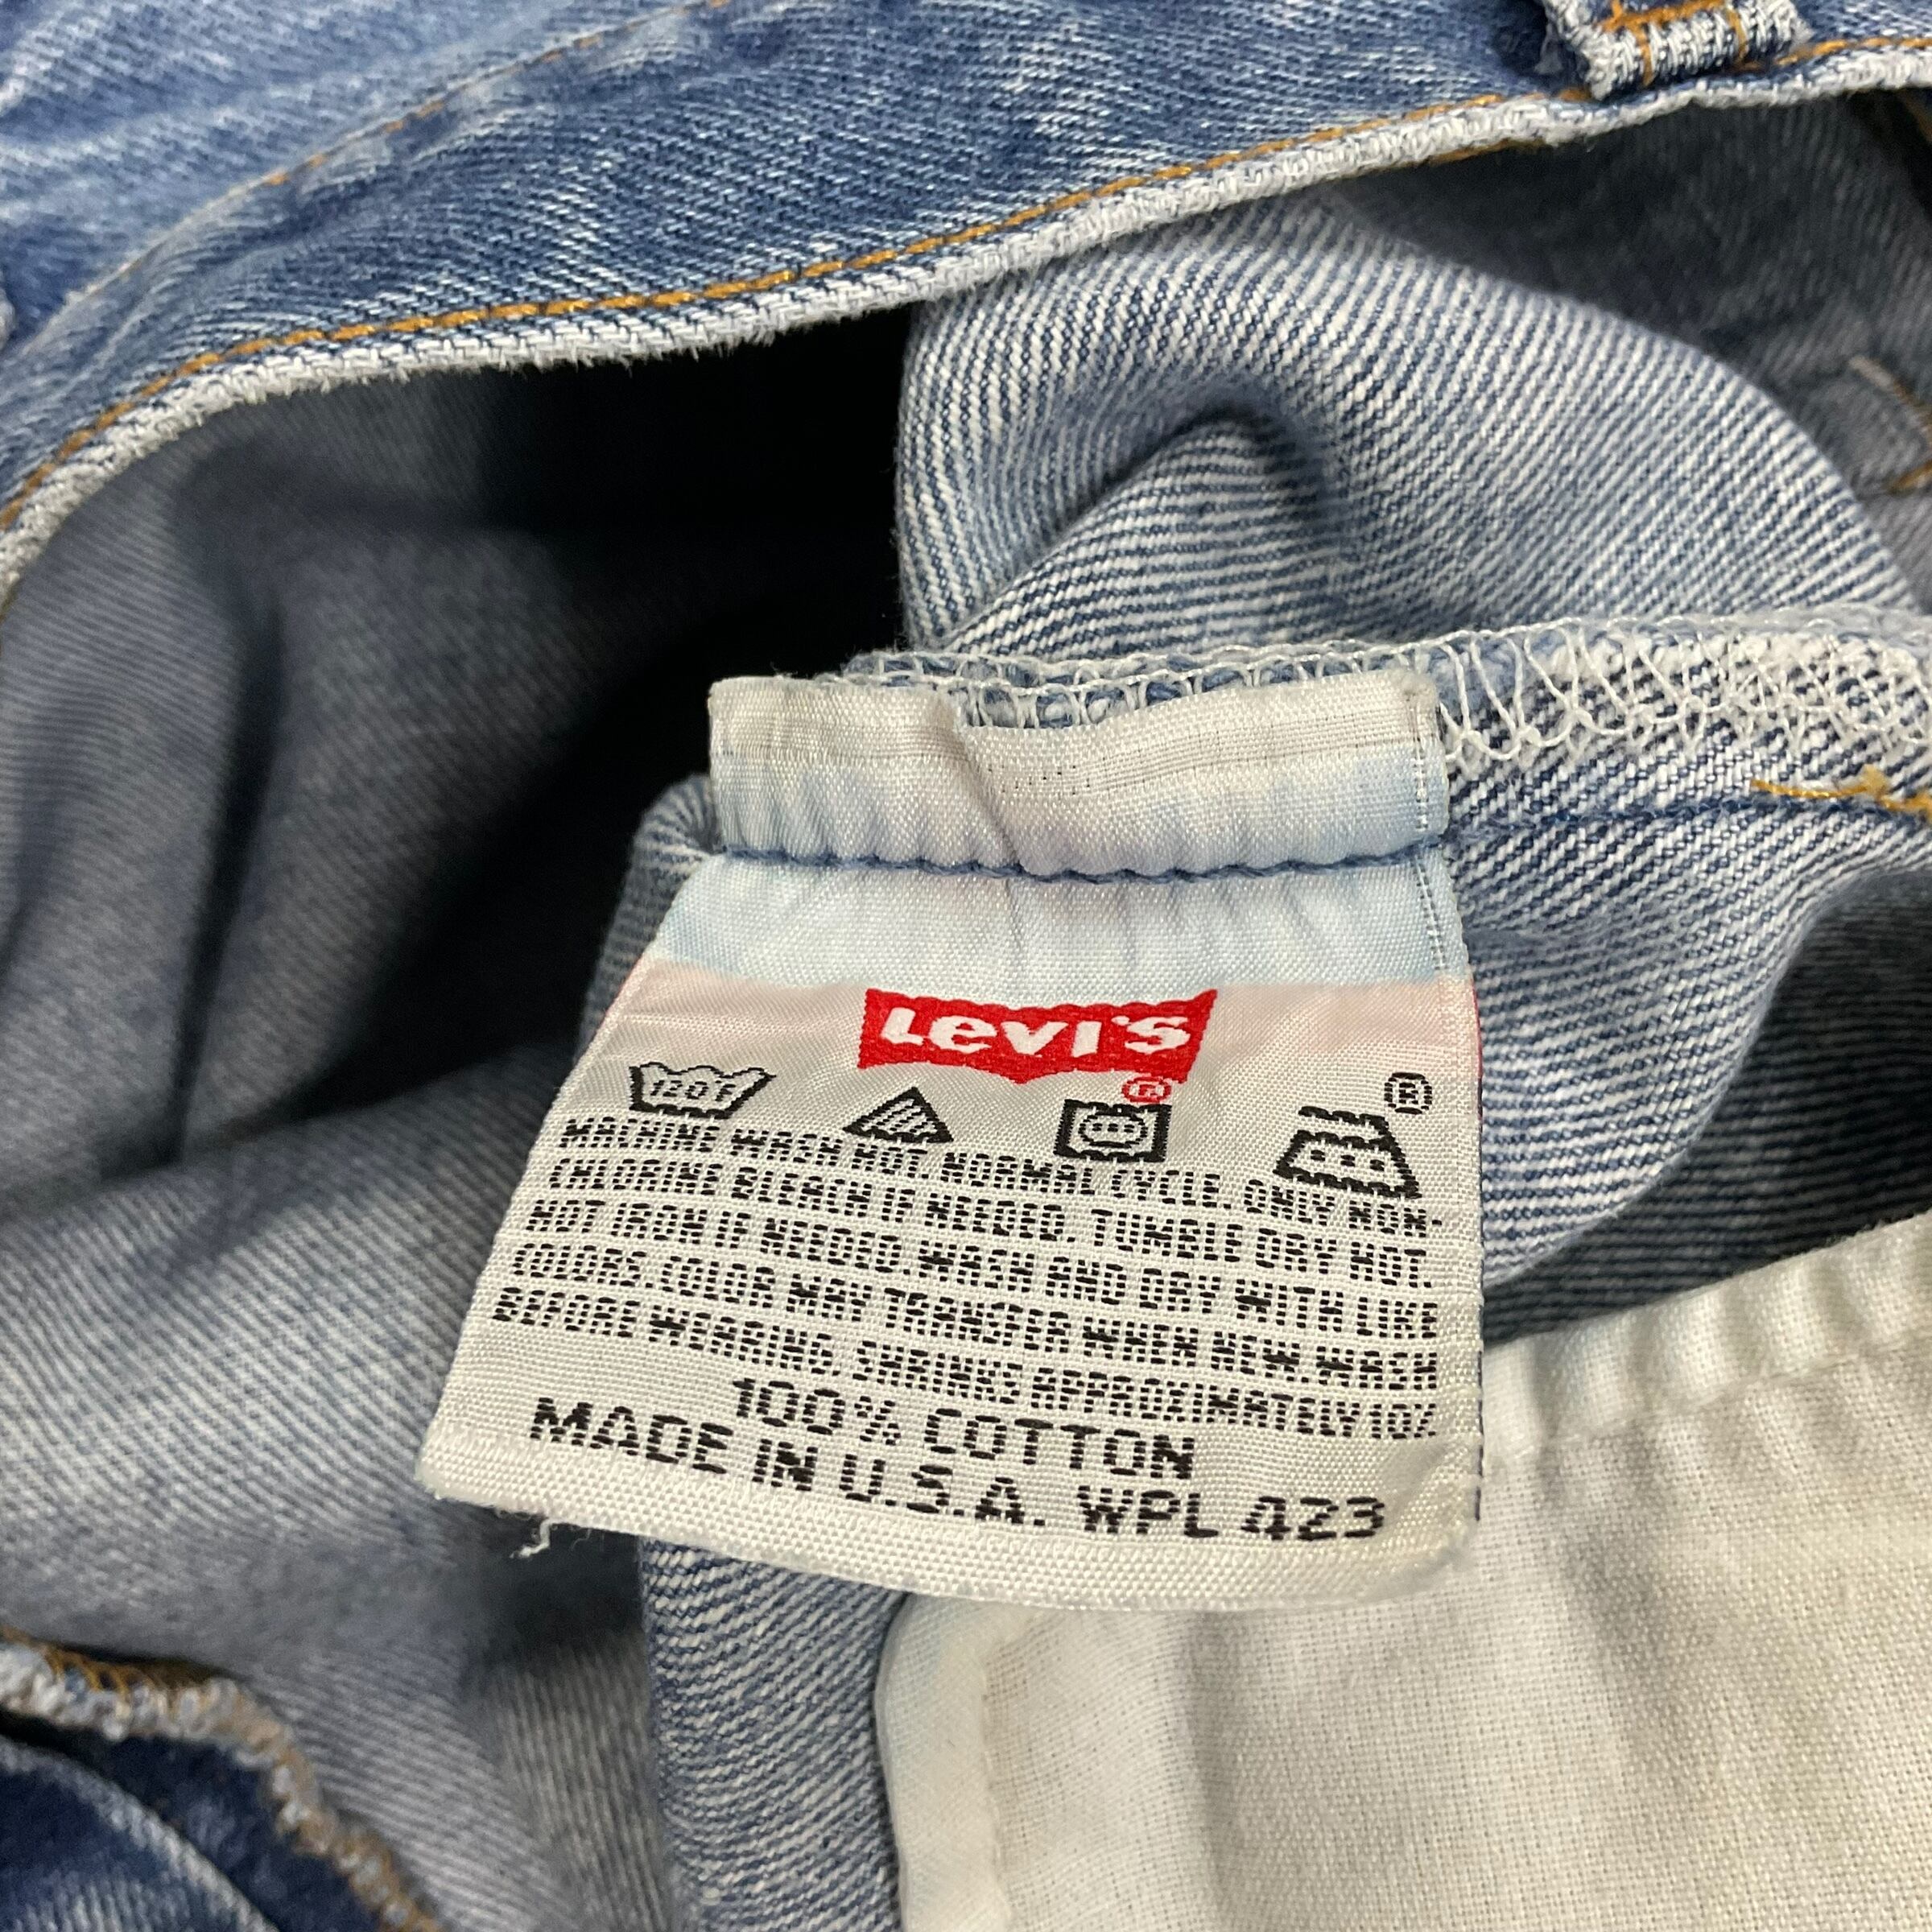 Levi's
®
120°F
®
MACHINE WASH HOT. NORMAL CYCLE. ONLY NON-
CHLORINE BLEACH IF NEEDED. TUMBLE DRY HOT.
HOT IRON IF NEEDED. WASH AND DRY WITH LIKE
COLORS. COLOR MAY TRANSFER WHEN NEW. WASH
BEFORE WEARING. SHRINKS APPROXIMATELY 10%
100% COTTON
MADE IN U.S.A. WPL 423